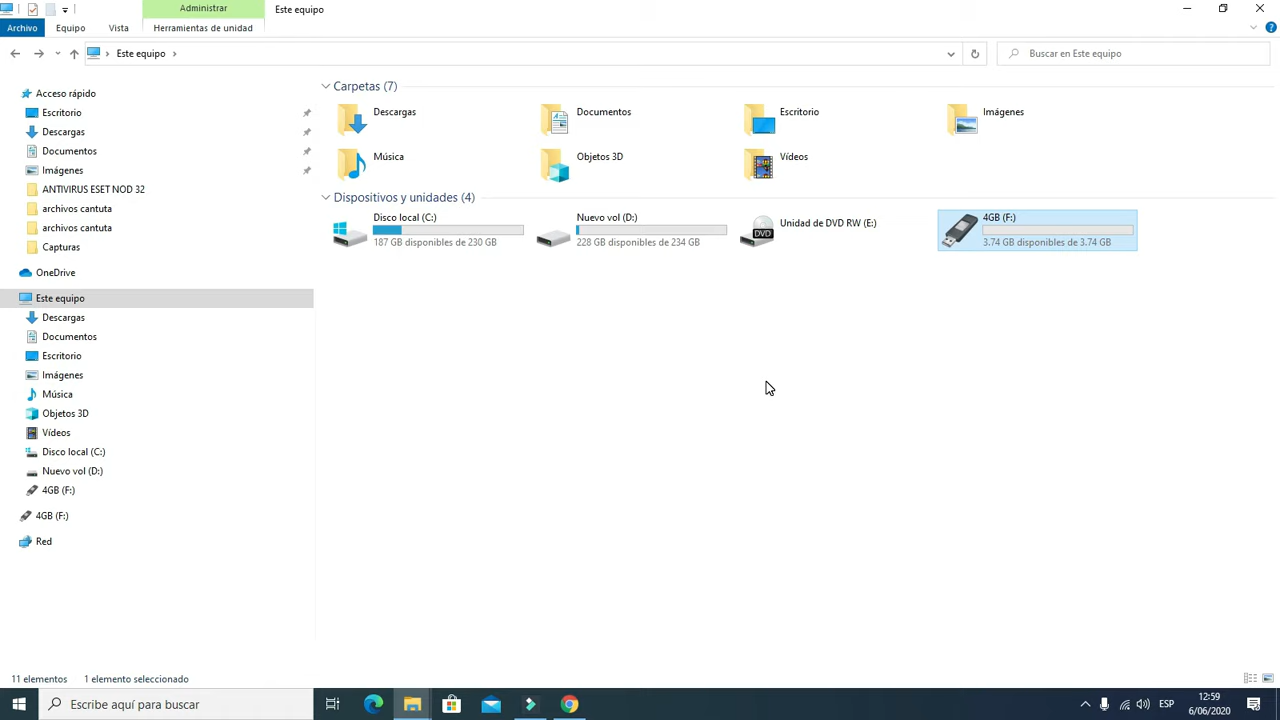 Administrar
Este equipo
Archivo
Equipo
Vista
Herramientas de unidad
Este equipo
Buscar en Este equipo
Acceso rápido
Escritorio
Descargas
Documentos
Imágenes
ANTIVIRUS ESET NOD 32
archivos cantuta
archivos cantuta
Capturas
OneDrive
Este equipo
Descargas
Documentos
Escritorio
Imágenes
Música
Objetos 3D
Vídeos
Disco local (C:)
Nuevo vol (D:)
4GB (F:)
4GB (F:)
Red
Carpetas (7)
Descargas
Documentos
Escritorio
Imágenes
Música
Objetos 3D
Vídeos
Dispositivos y unidades (4)
Disco local (C:)
187 GB disponibles de 230 GB
Nuevo vol (D:)
228 GB disponibles de 234 GB
DVD
Unidad de DVD RW (E:)
4GB (F:)
3.74 GB disponibles de 3.74 GB
11 elementos
1 elemento seleccionado
Escribe aquí para buscar
ESP
12:59
6/06/2020